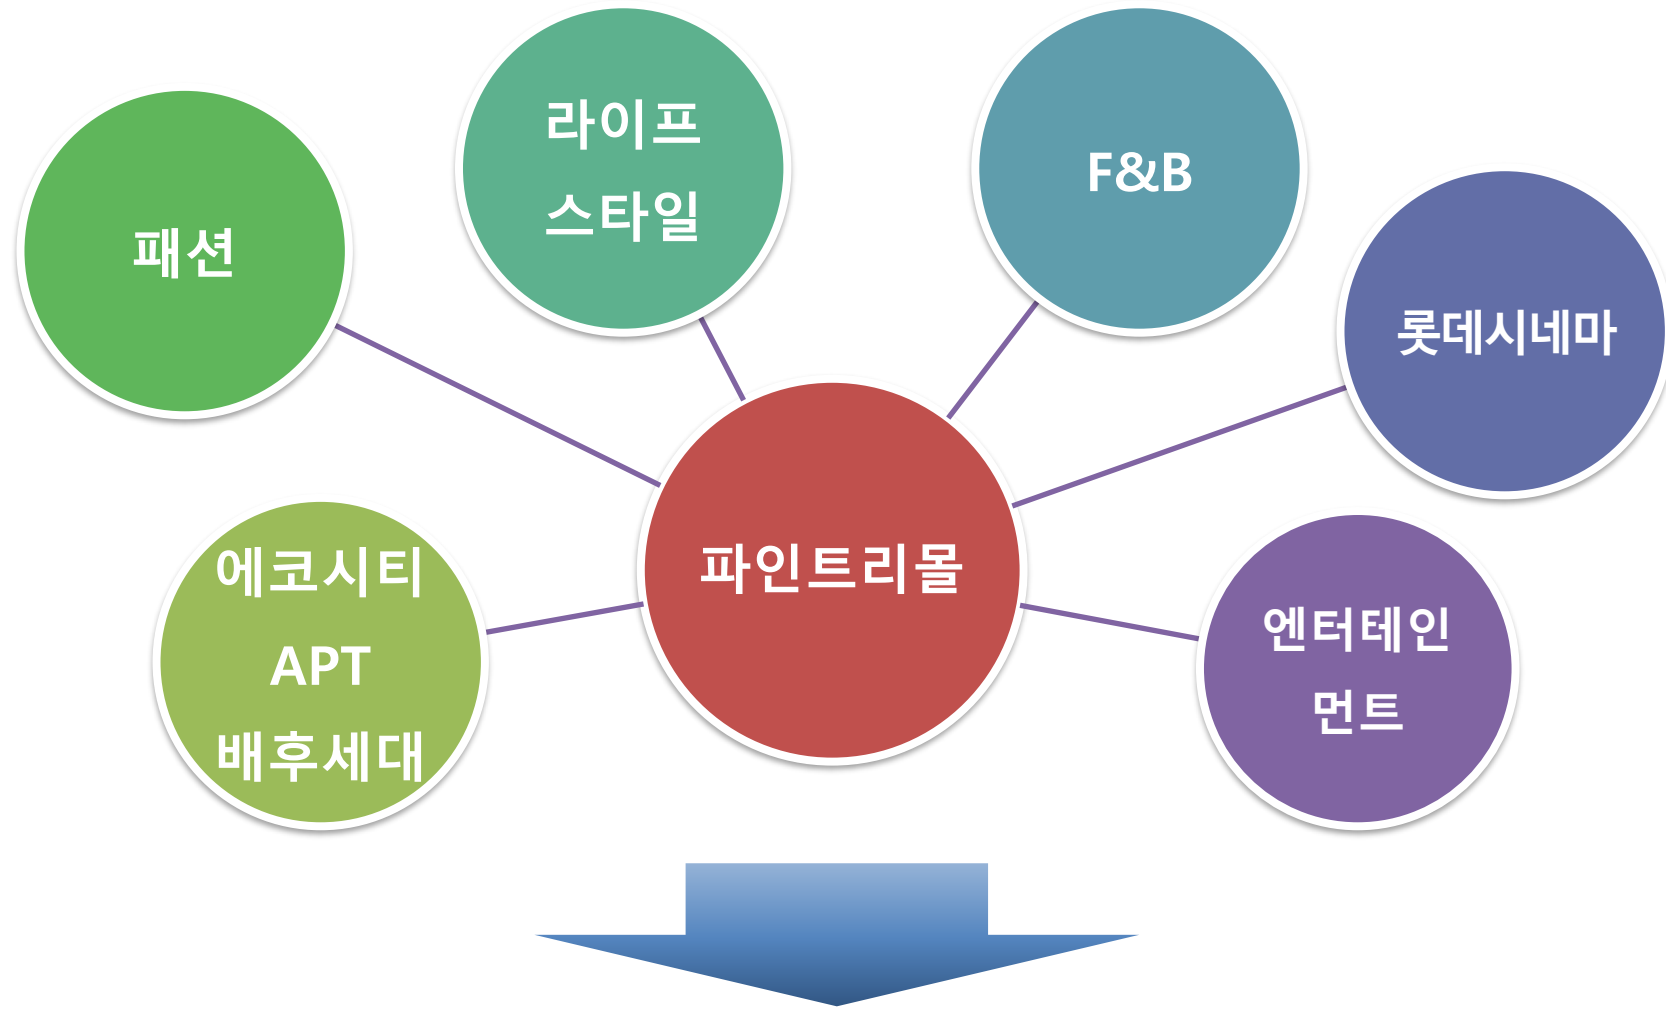 패션
라이프
스타일
F&B
롯데시네마
파인트리몰
에코시티
APT
배후세대
엔터테인
먼트